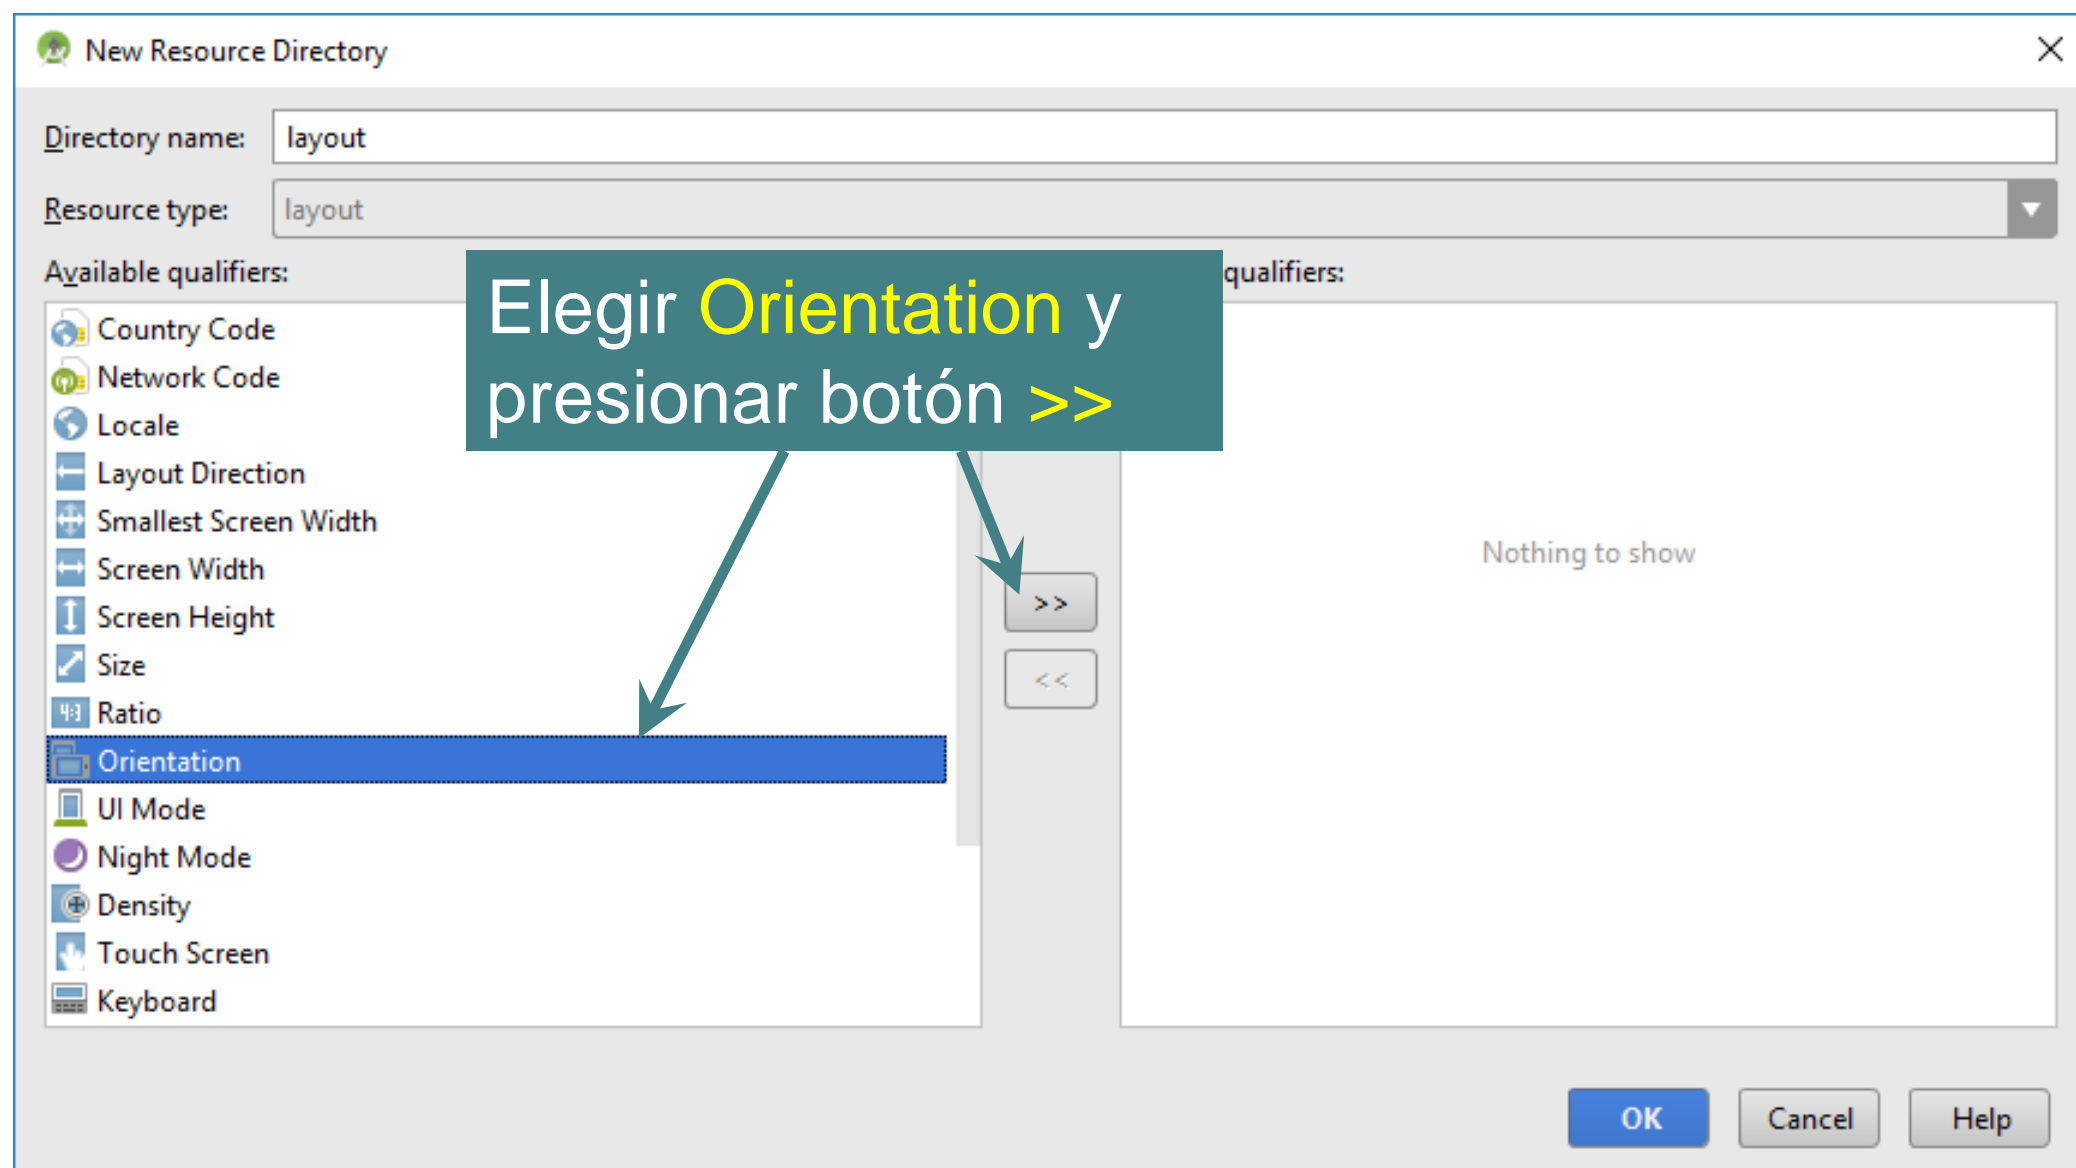 New Resource Directory
Directory name: layout
Resource type: layout
Available qualifiers:
qualifiers:
Elegir Orientation y
presionar botón >>
Country Code
Network Code
Locale
Layout Direction
Smallest Screen Width
Screen Width
Screen Height
Size
4:3 Ratio
Orientation
UI Mode
Night Mode
Density
Touch Screen
Keyboard
>>
<<
Nothing to show
OK Cancel Help